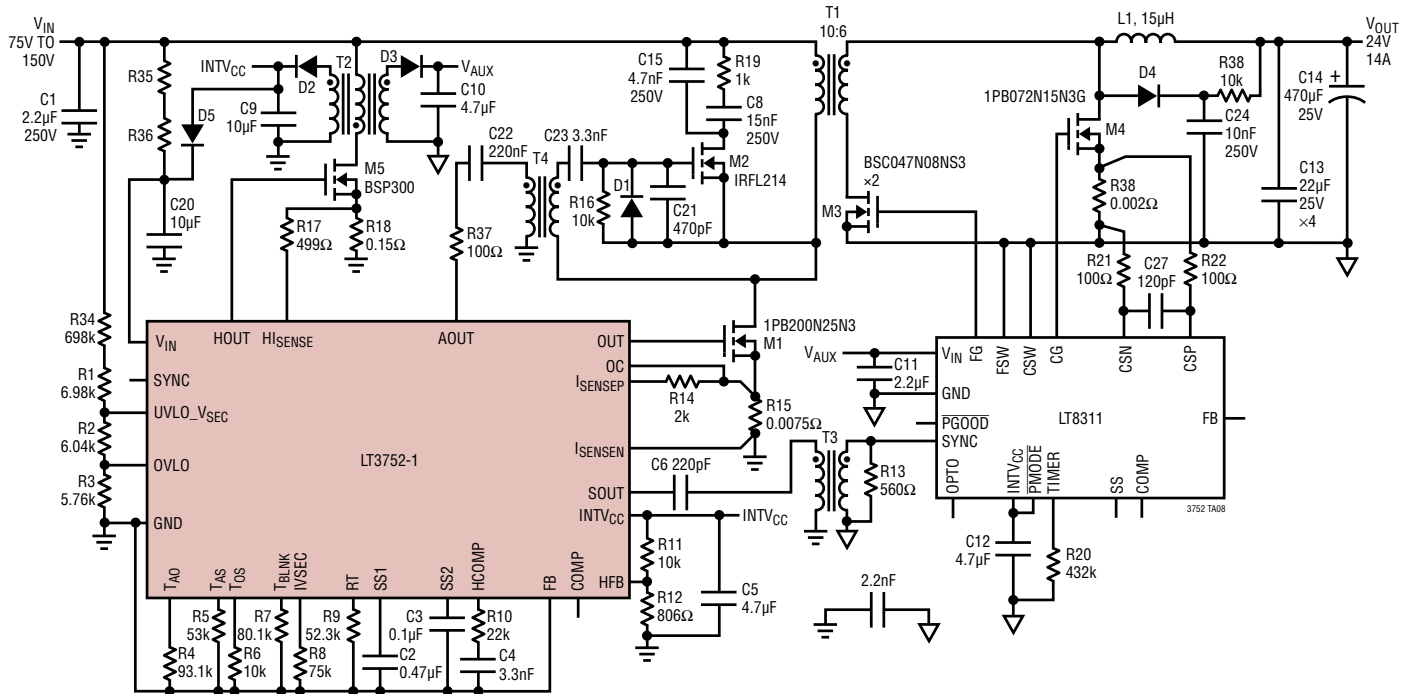 VIN
75V TO
150V
C1
2.2µF
250V
R35
R36
INTVCC
D2
D5
C9
10µF
C20
10µF
T2
D3
VAUX
C10
4.7µF
M5
BSP300
R17
499Ω
R18
0.15Ω
C22
220nF
T4
R37
100Ω
C23 3.3nF
R16
10k
D1
C21
470pF
C15
4.7nF
250V
R19
1k
C8
15nF
250V
M2
IRFL214
T1
10:6
BSC047N08NS3
×2
M3
L1, 15µH
1PB072N15N3G
D4
R38
10k
M4
C24
10nF
250V
R38
0.002Ω
VOUT
24V
14A
C14
470µF
25V
+
C13
22µF
25V
×4
R21
100Ω
C27
120pF
R22
100Ω
R34
698k
R1
6.98k
R2
6.04k
R3
5.76k
VIN
HOUT
HISENSE
AOUT
SYNC
UVLO_VSEC
OVLO
GND
LT3752-1
OUT
OC
ISENSEP
ISENSEN
SOUT
INTVCC
HFB
TAO
TAS
TOS
TBLNK
IVSEC
RT
SS1
SS2
HCOMP
FB
COMP
1PB200N25N3
M1
R14
2k
R15
0.0075Ω
C6 220pF
T3
R13
560Ω
INTVCC
R11
10k
R12
806Ω
C5
4.7µF
R4
93.1k
R5
53k
R6
10k
R7
80.1k
R8
75k
R9
52.3k
C2
0.47µF
C3
0.1µF
R10
22k
C4
3.3nF
2.2nF
VAUX
C11
2.2µF
VIN
FG
FSW
CSW
CG
CSN
CSP
GND
PGOOD
SYNC
LT8311
FB
OPTO
INTVCC
PMODE
TIMER
SS
COMP
C12
4.7µF
R20
432k
3752 TA08